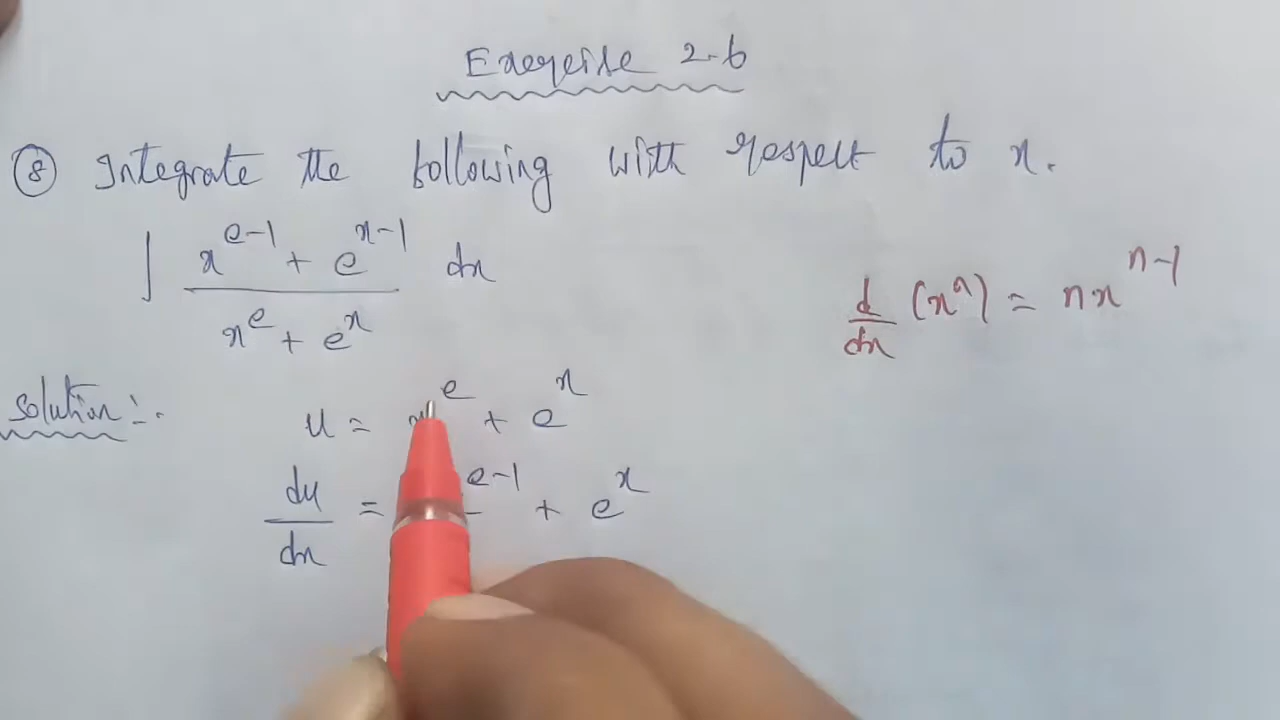 Exercise 2.6
⑧ Integrate the following with respect to x.
∫ (x^(e-1) + e^(x-1)) / (x^e + e^x) dx
d/dx (x^n) = nx^(n-1)
Solution:-
u = x^e + e^x
du/dx = ^(e-1) + e^x